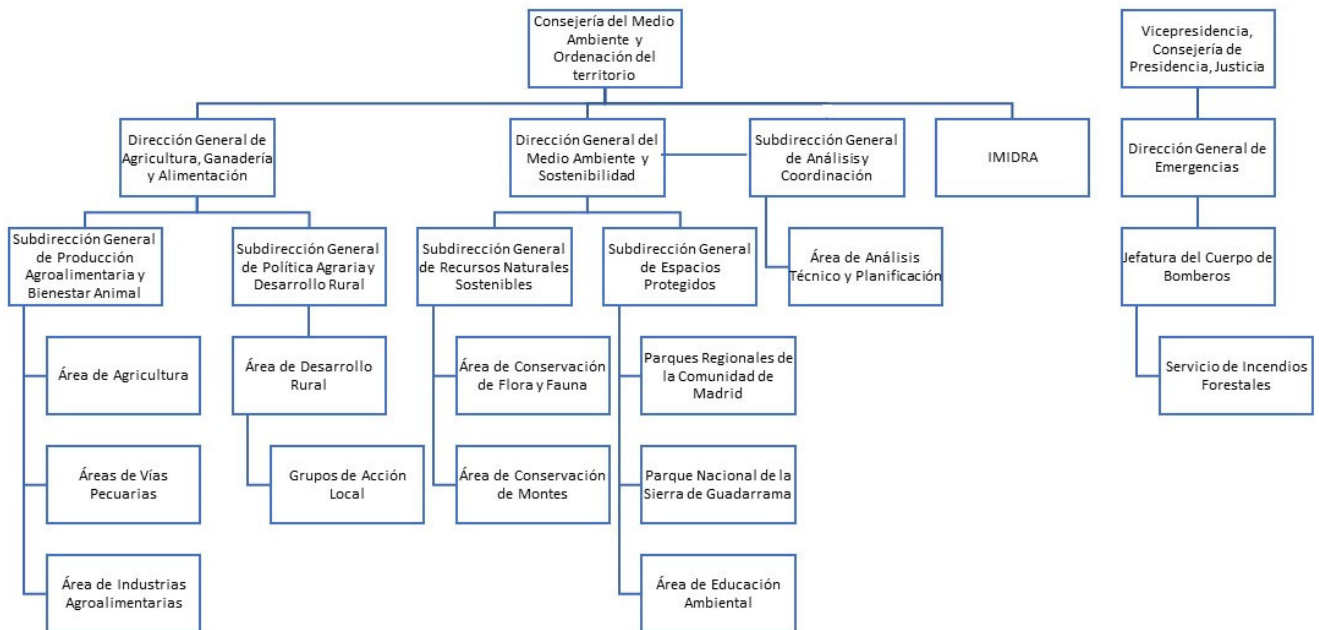 Consejería del Medio
Ambiente y
Ordenación del
territorio
Vicepresidencia,
Consejería de
Presidencia, Justicia
Dirección General de
Agricultura, Ganadería
y Alimentación
Dirección General del
Medio Ambiente y
Sostenibilidad
Subdirección General
de Análisis y
Coordinación
IMIDRA
Dirección General de
Emergencias
Subdirección General
de Producción
Agroalimentaria y
Bienestar Animal
Subdirección General
de Política Agraria y
Desarrollo Rural
Subdirección General
de Recursos Naturales
Sostenibles
Subdirección General
de Espacios
Protegidos
Área de Análisis
Técnico y Planificación
Jefatura del Cuerpo de
Bomberos
Área de Agricultura
Área de Desarrollo
Rural
Área de Conservación
de Flora y Fauna
Parques Regionales de
la Comunidad de
Madrid
Servicio de Incendios
Forestales
Áreas de Vías
Pecuarias
Grupos de Acción
Local
Área de Conservación
de Montes
Parque Nacional de la
Sierra de Guadarrama
Área de Industrias
Agroalimentarias
Área de Educación
Ambiental